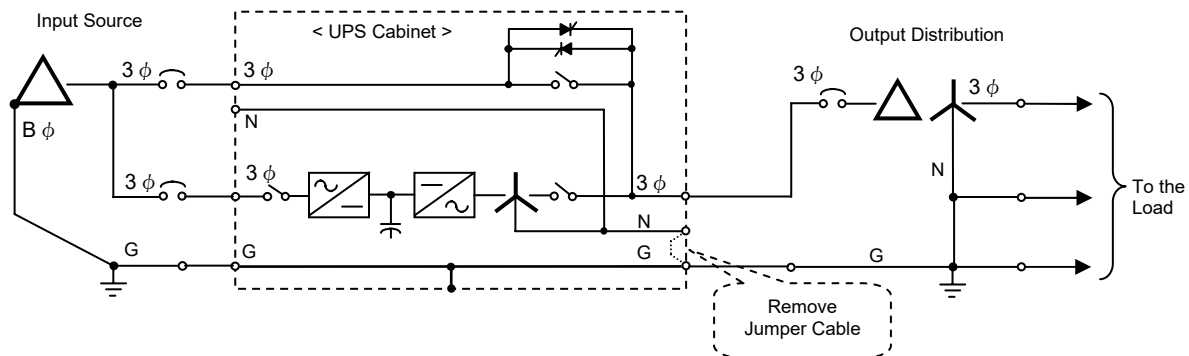 Input Source
< UPS Cabinet >
Output Distribution
3 ϕ
3 ϕ
3 ϕ
3 ϕ
B ϕ
N
N
3 ϕ
3 ϕ
3 ϕ
To the
Load
N
G
G
G
G
Remove
Jumper Cable